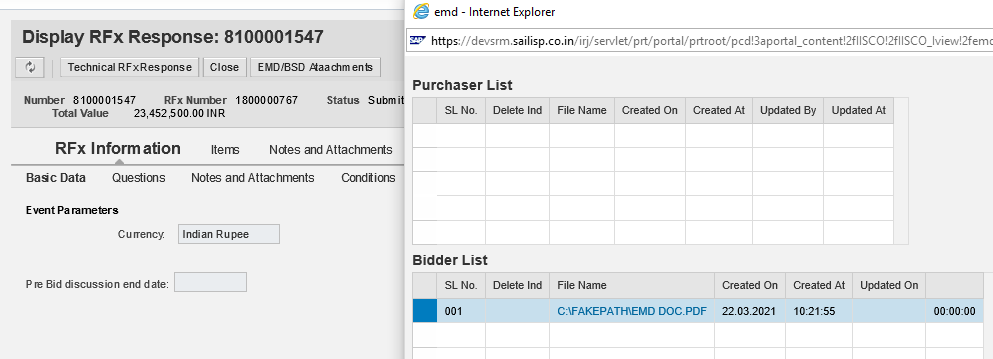 Display RFx Response: 8100001547
Technical RFx Response Close EMD/BSD Ataachments
Number 8100001547 RFx Number 1800000767 Status Submit
Total Value 23,452,500.00 INR
RFx Information Items Notes and Attachments
Basic Data Questions Notes and Attachments Conditions
Event Parameters
Currency: Indian Rupee
Pre Bid discussion end date:
emd - Internet Explorer
https://devsrm.sailisp.co.in/irj/servlet/prt/portal/prtroot/pcd!3aportal_content!2fIISCO!2fIISCO_Iview!2femd
Purchaser List
SL No. Delete Ind File Name Created On Created At Updated By Updated At
Bidder List
SL No. Delete Ind File Name Created On Created At Updated On
001 C:\FAKEPATH\EMD DOC.PDF 22.03.2021 10:21:55 00:00:00